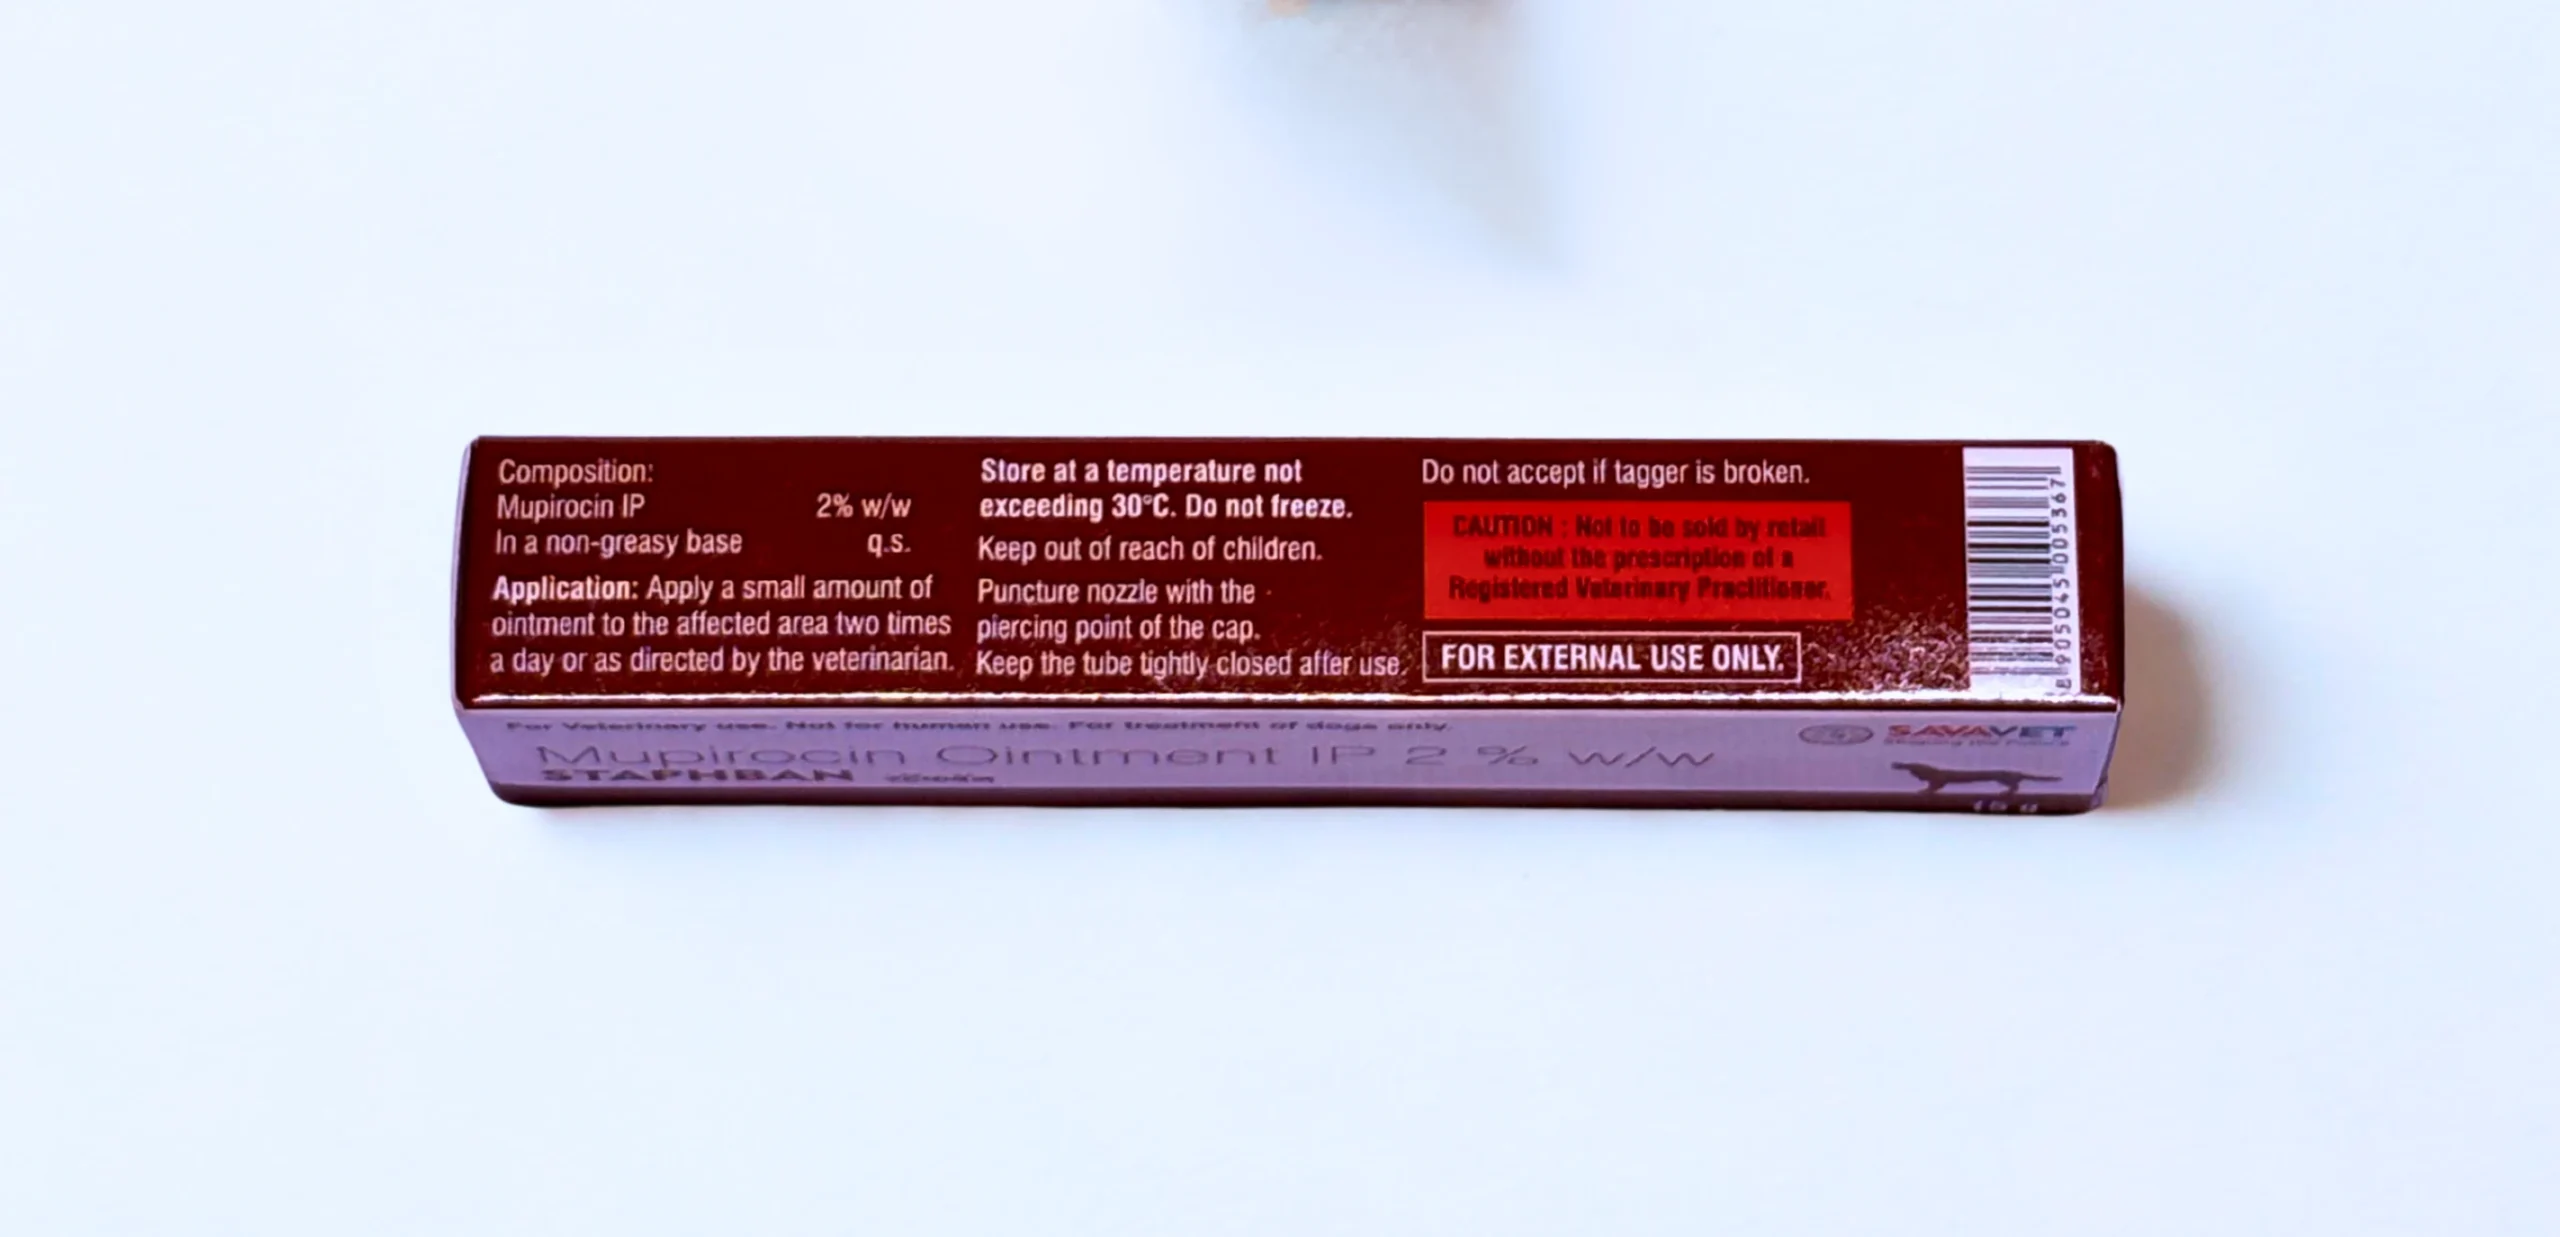 Composition:
Mupirocin IP 2% w/w
In a non-greasy base q.s.
Application: Apply a small amount of
ointment to the affected area two times
a day or as directed by the veterinarian.
Store at a temperature not
exceeding 30°C. Do not freeze.
Keep out of reach of children.
Puncture nozzle with the
piercing point of the cap.
Keep the tube tightly closed after use.
Do not accept if tagger is broken.
CAUTION : Not to be sold by retail
without the prescription of a
Registered Veterinary Practitioner.
FOR EXTERNAL USE ONLY.
8 905045 005367
For Veterinary use. Not for human use. For treatment of dogs only.
Mupirocin Ointment IP 2 % w/w
STAPHBAN
SAVAVET
15 g